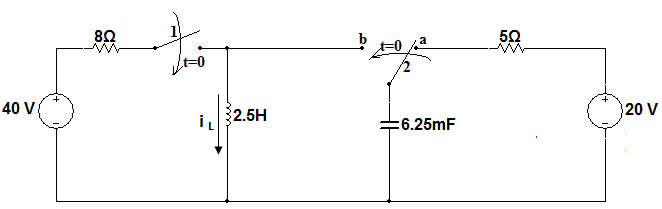 8Ω
1
t=0
b
t=0
a
2
5Ω
40 V
+
-
i L
2.5H
6.25mF
+
-
20 V